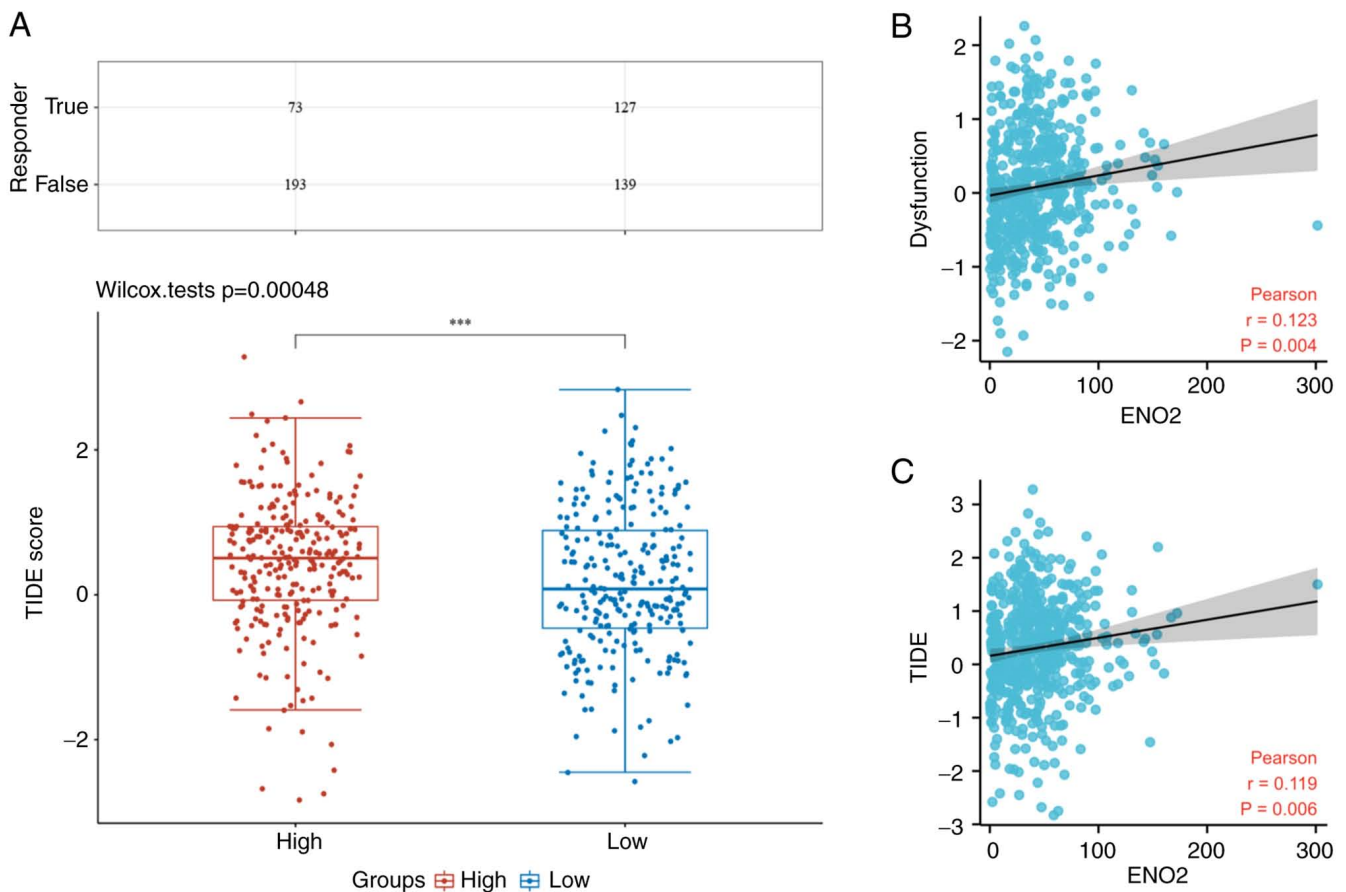 A
Responder
True 73 127
False 193 139
Wilcox.tests p=0.00048
***
TIDE score
2
0
−2
High Low
Groups High Low
B
Dysfunction
2
1
0
−1
−2
Pearson
r = 0.123
P = 0.004
0 100 200 300
ENO2
C
TIDE
3
2
1
0
−1
−2
−3
Pearson
r = 0.119
P = 0.006
0 100 200 300
ENO2